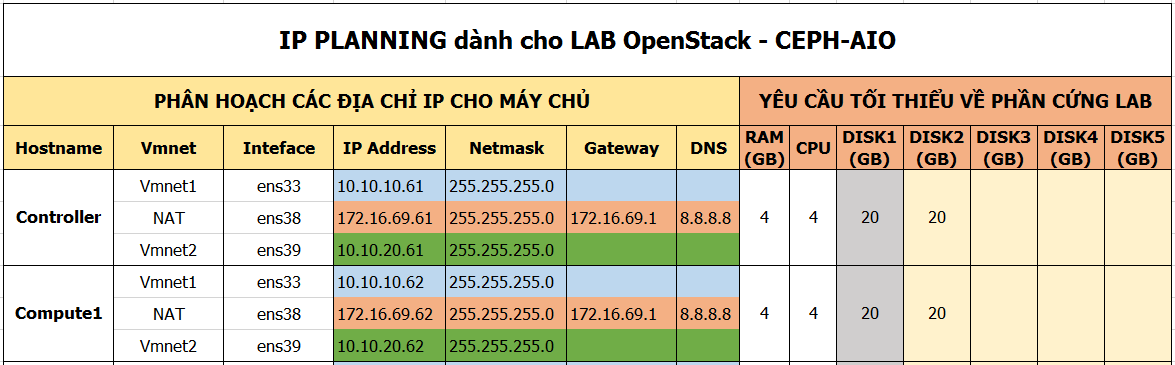 IP PLANNING dành cho LAB OpenStack - CEPH-AIO
PHÂN HOẠCH CÁC ĐỊA CHỈ IP CHO MÁY CHỦ YÊU CẦU TỐI THIỂU VỀ PHẦN CỨNG LAB
Hostname Vmnet Inteface IP Address Netmask Gateway DNS RAM (GB) CPU DISK1 (GB) DISK2 (GB) DISK3 (GB) DISK4 (GB) DISK5 (GB)
Vmnet1 ens33 10.10.10.61 255.255.255.0
Controller NAT ens38 172.16.69.61 255.255.255.0 172.16.69.1 8.8.8.8 4 4 20 20
Vmnet2 ens39 10.10.20.61 255.255.255.0
Vmnet1 ens33 10.10.10.62 255.255.255.0
Compute1 NAT ens38 172.16.69.62 255.255.255.0 172.16.69.1 8.8.8.8 4 4 20 20
Vmnet2 ens39 10.10.20.62 255.255.255.0